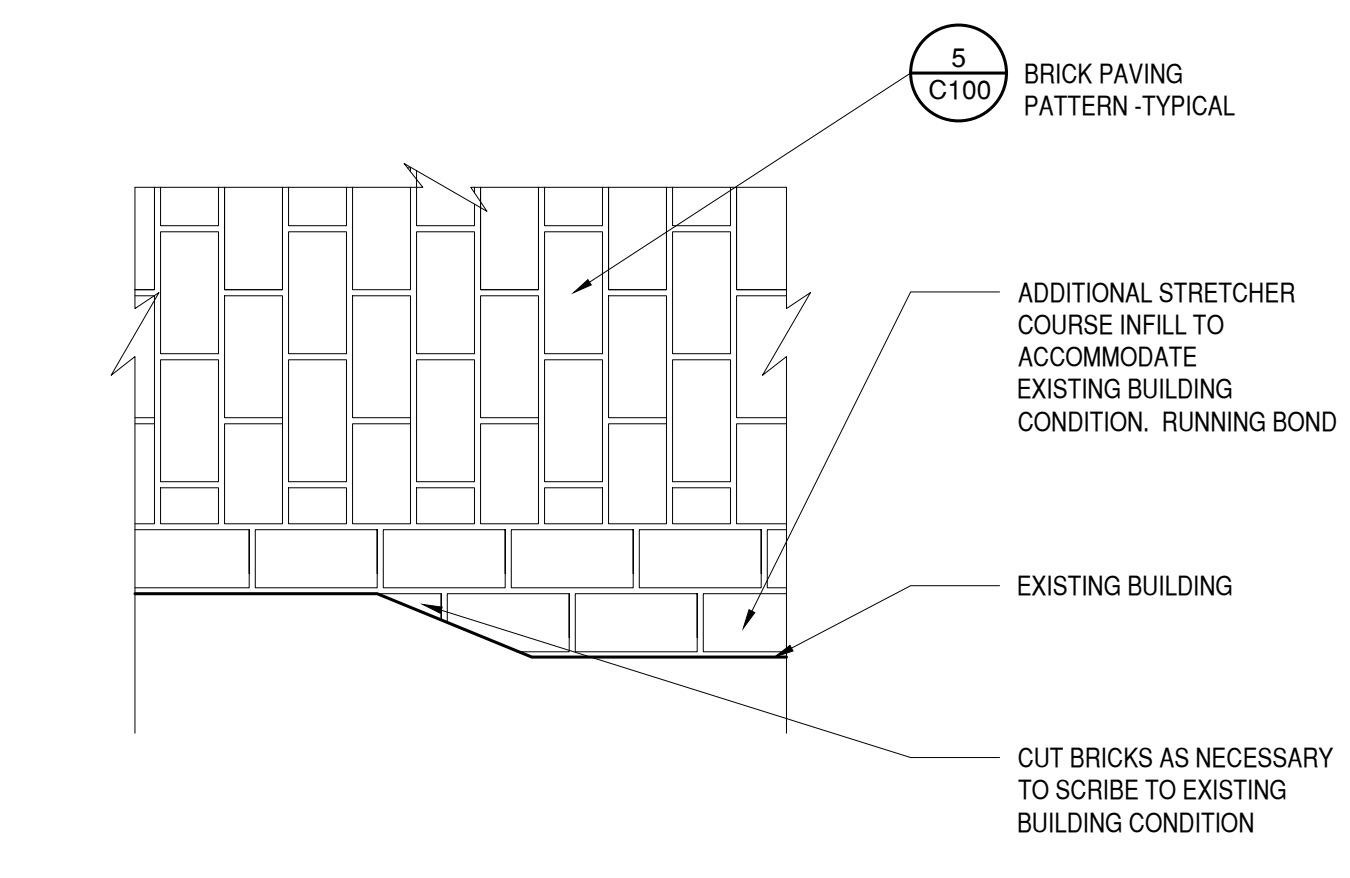 5
C100
BRICK PAVING
PATTERN -TYPICAL
ADDITIONAL STRETCHER
COURSE INFILL TO
ACCOMMODATE
EXISTING BUILDING
CONDITION.  RUNNING BOND
EXISTING BUILDING
CUT BRICKS AS NECESSARY
TO SCRIBE TO EXISTING
BUILDING CONDITION